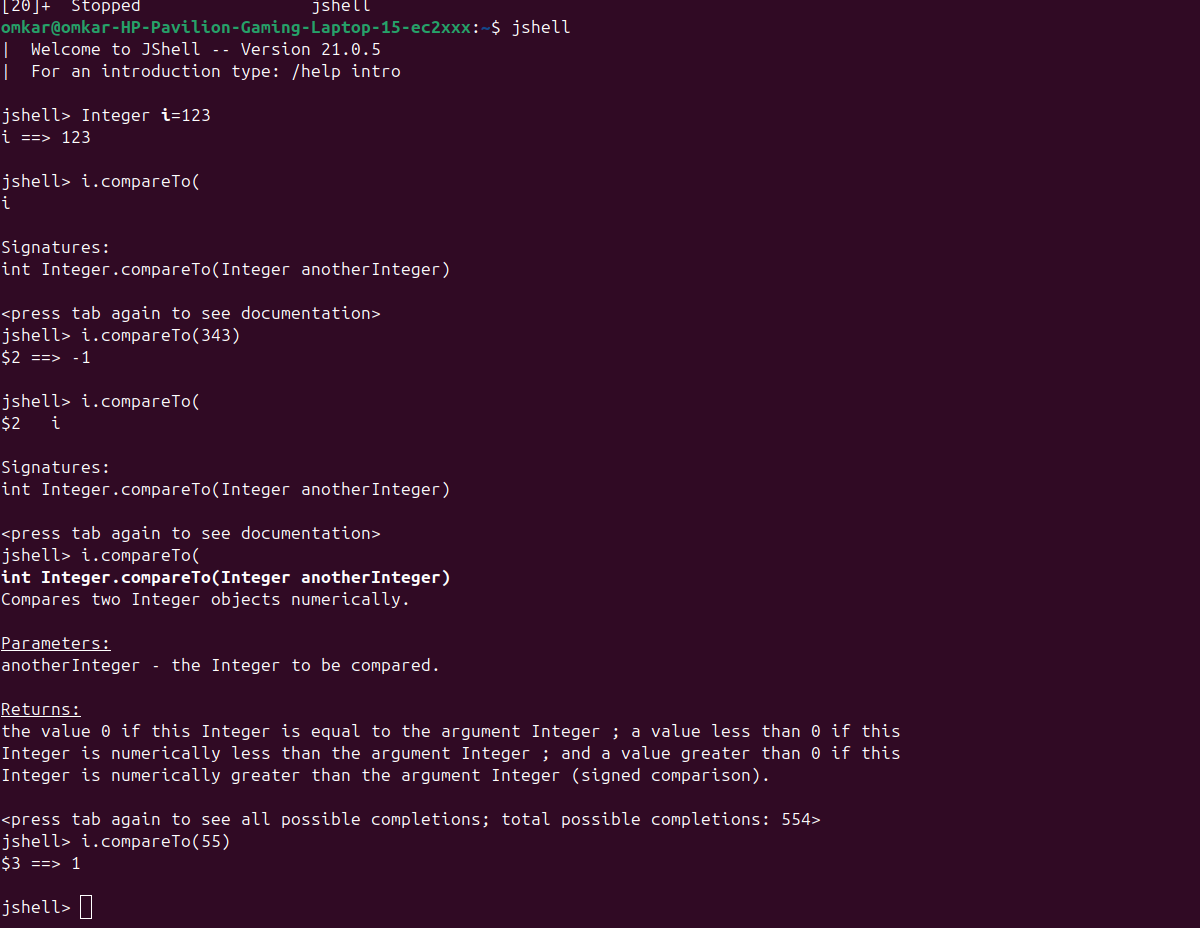 [20]+  Stopped                 jshell
omkar@omkar-HP-Pavilion-Gaming-Laptop-15-ec2xxx:~$ jshell
|  Welcome to JShell -- Version 21.0.5
|  For an introduction type: /help intro

jshell> Integer i=123
i ==> 123

jshell> i.compareTo(
i

Signatures:
int Integer.compareTo(Integer anotherInteger)

<press tab again to see documentation>
jshell> i.compareTo(343)
$2 ==> -1

jshell> i.compareTo(
$2   i

Signatures:
int Integer.compareTo(Integer anotherInteger)

<press tab again to see documentation>
jshell> i.compareTo(
int Integer.compareTo(Integer anotherInteger)
Compares two Integer objects numerically.

Parameters:
anotherInteger - the Integer to be compared.

Returns:
the value 0 if this Integer is equal to the argument Integer ; a value less than 0 if this
Integer is numerically less than the argument Integer ; and a value greater than 0 if this
Integer is numerically greater than the argument Integer (signed comparison).

<press tab again to see all possible completions; total possible completions: 554>
jshell> i.compareTo(55)
$3 ==> 1

jshell>